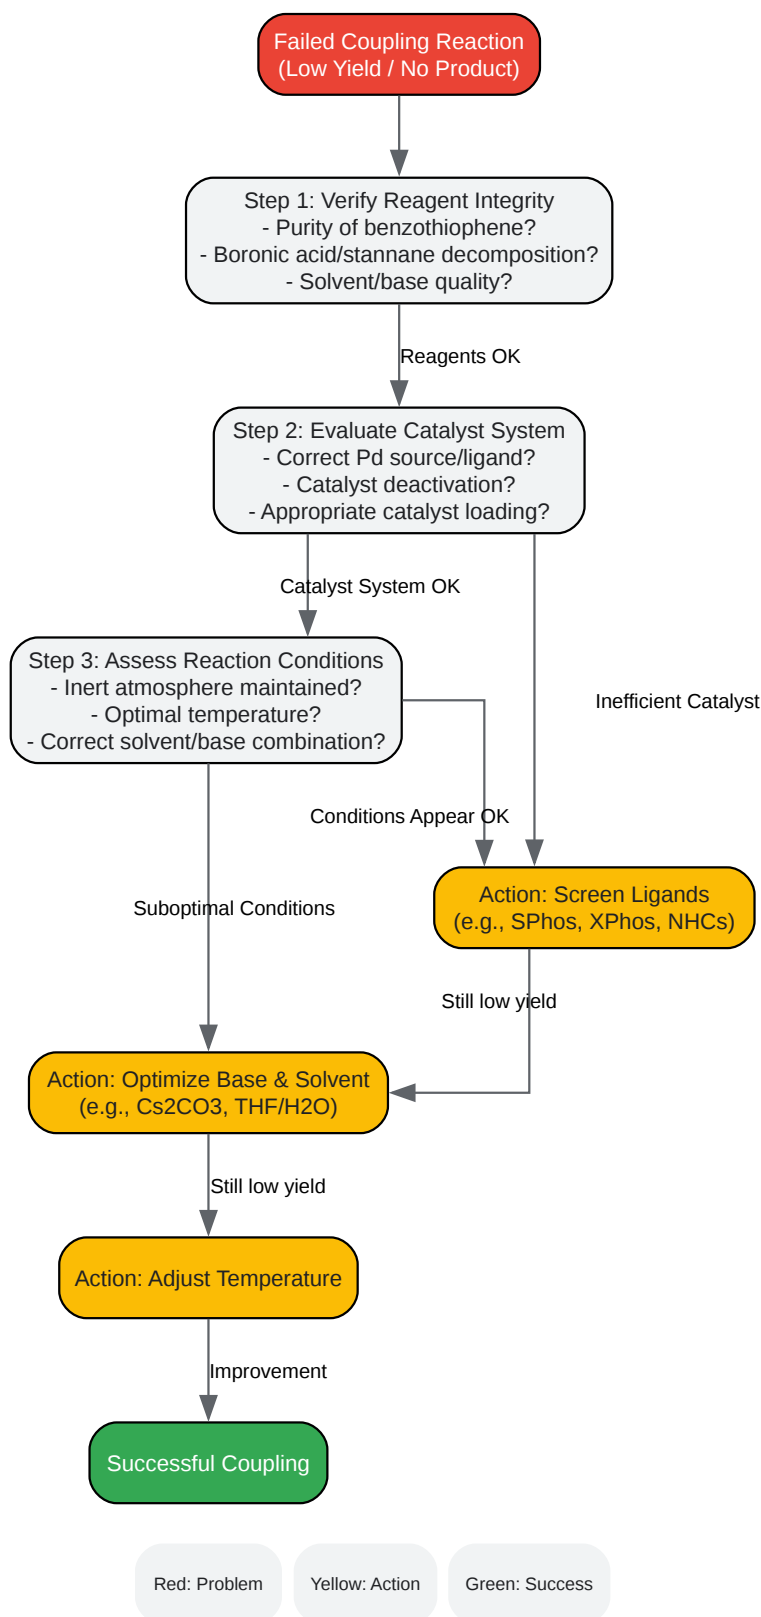 Failed Coupling Reaction
(Low Yield / No Product)
Step 1: Verify Reagent Integrity
- Purity of benzothiophene?
- Boronic acid/stannane decomposition?
- Solvent/base quality?
Reagents OK
Step 2: Evaluate Catalyst System
- Correct Pd source/ligand?
- Catalyst deactivation?
- Appropriate catalyst loading?
Catalyst System OK
Step 3: Assess Reaction Conditions
- Inert atmosphere maintained?
- Optimal temperature?
- Correct solvent/base combination?
Inefficient Catalyst
Conditions Appear OK
Suboptimal Conditions
Action: Screen Ligands
(e.g., SPhos, XPhos, NHCs)
Still low yield
Action: Optimize Base & Solvent
(e.g., Cs2CO3, THF/H2O)
Still low yield
Action: Adjust Temperature
Improvement
Successful Coupling
Red: Problem
Yellow: Action
Green: Success